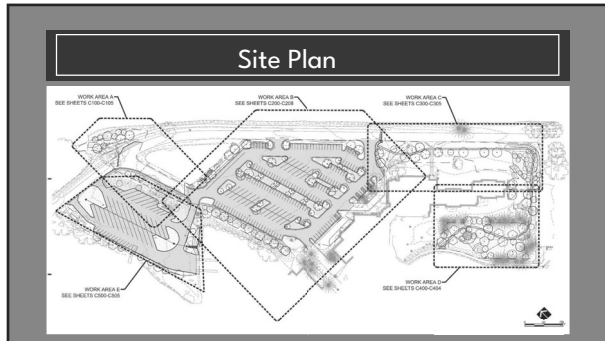 Site Plan
WORK AREA A
SEE SHEETS C100-C105
WORK AREA B
SEE SHEETS C200-C208
WORK AREA C
SEE SHEETS C300-C305
WORK AREA E
SEE SHEETS C500-C505
WORK AREA D
SEE SHEETS C400-C404